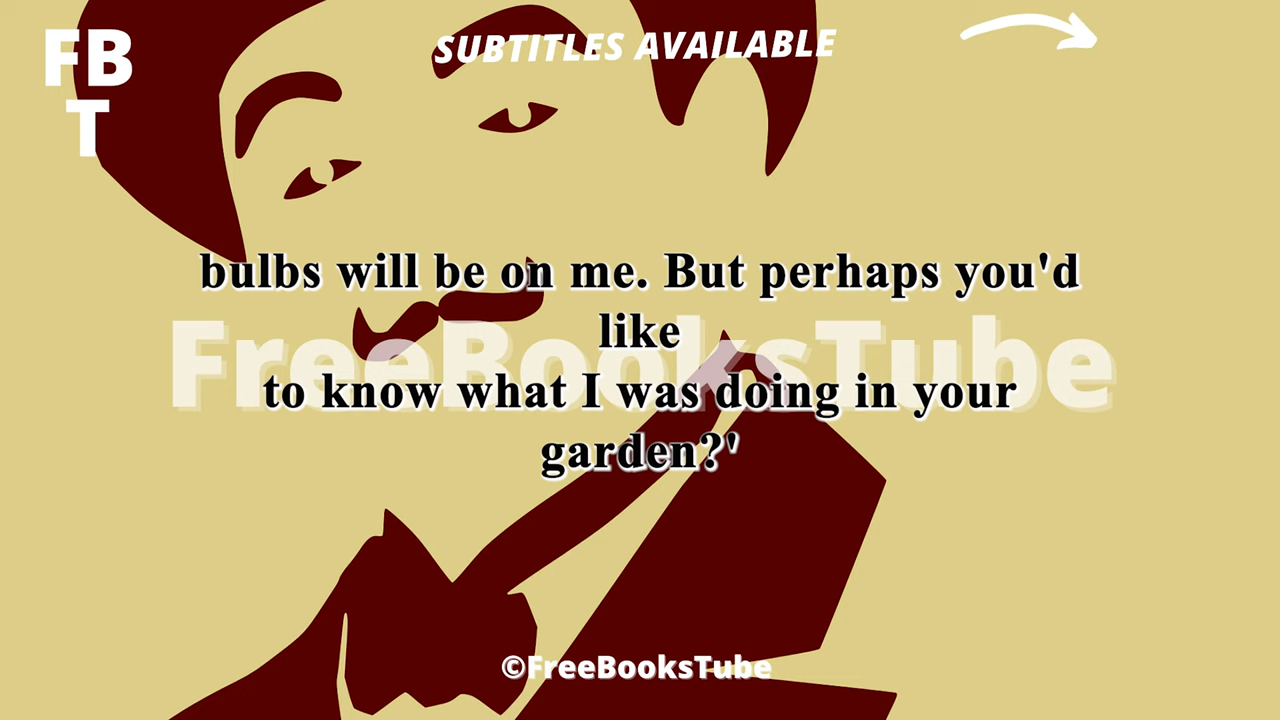 FB
T
SUBTITLES AVAILABLE
bulbs will be on me. But perhaps you'd
like
FreeBooksTube
to know what I was doing in your
garden?'
©FreeBooksTube